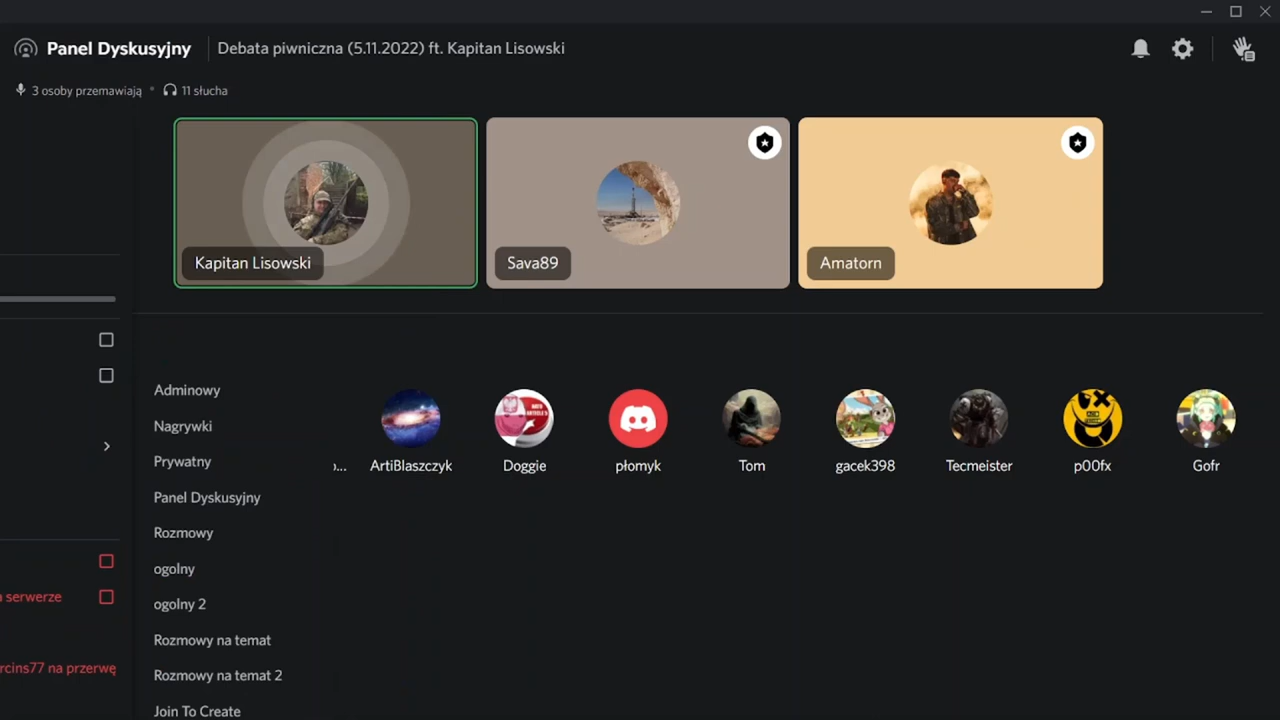 Panel Dyskusyjny
Debata piwniczna (5.11.2022) ft. Kapitan Lisowski
3 osoby przemawiają • 11 słucha
Kapitan Lisowski
Sava89
Amatorn
Adminowy
Nagrywki
Prywatny
Panel Dyskusyjny
Rozmowy
ogolny
ogolny 2
Rozmowy na temat
Rozmowy na temat 2
Join To Create
ArtiBlaszczyk
Doggie
płomyk
Tom
gacek398
Tecmeister
p00fx
Gofr
serwerze
rcins77 na przerwę